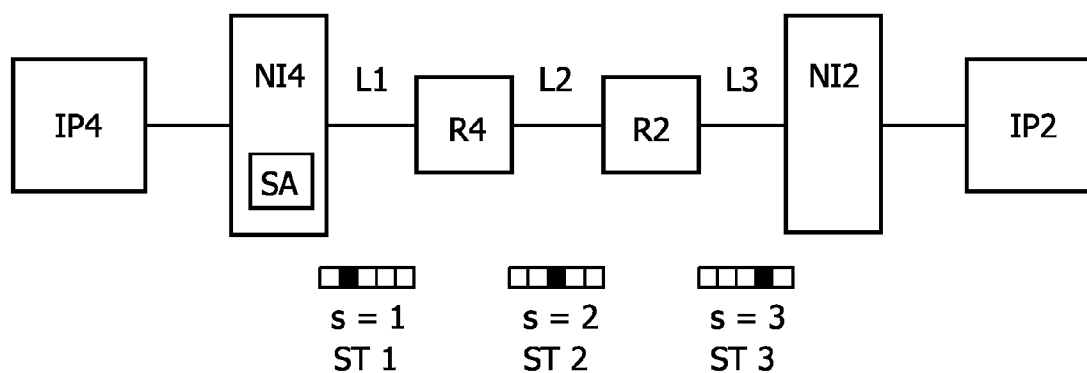 IP4
NI4
SA
L1
R4
L2
R2
L3
NI2
IP2
s = 1
ST 1
s = 2
ST 2
s = 3
ST 3